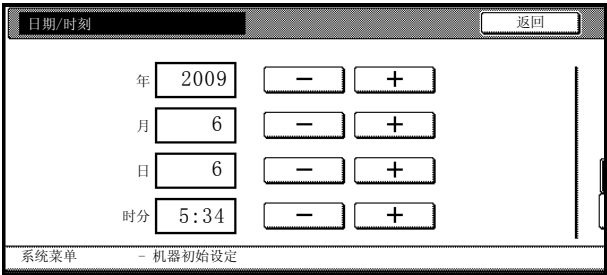 日期/时刻 返回
年 2009 − +
月 6 − +
日 6 − +
时分 5:34 − +
系统菜单 - 机器初始设定